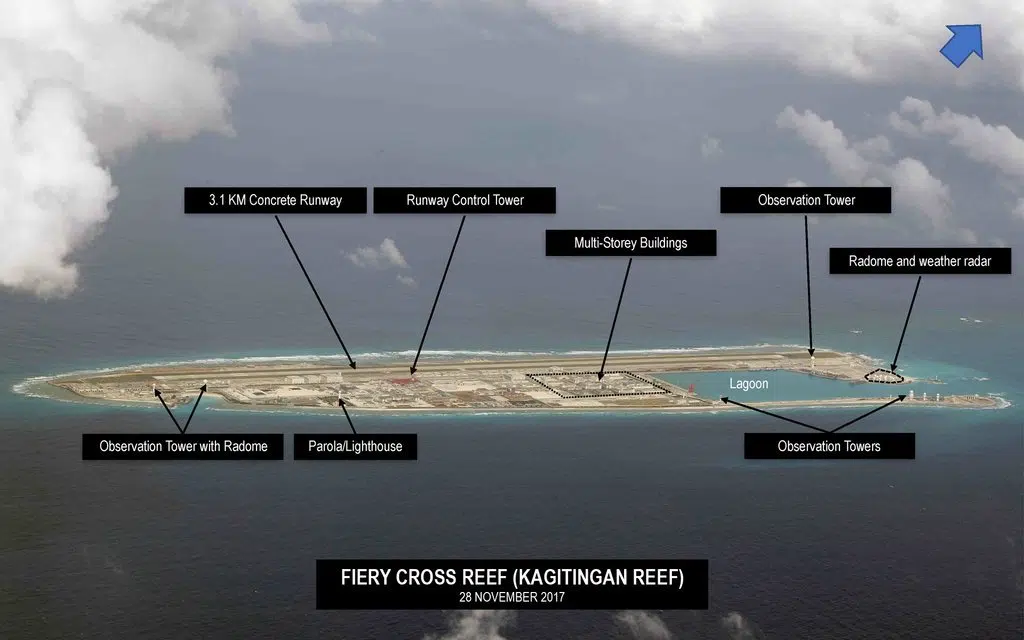 3.1 KM Concrete Runway
Runway Control Tower
Observation Tower
Multi-Storey Buildings
Radome and weather radar
Lagoon
Observation Tower with Radome
Parola/Lighthouse
Observation Towers
FIERY CROSS REEF (KAGITINGAN REEF)
28 NOVEMBER 2017